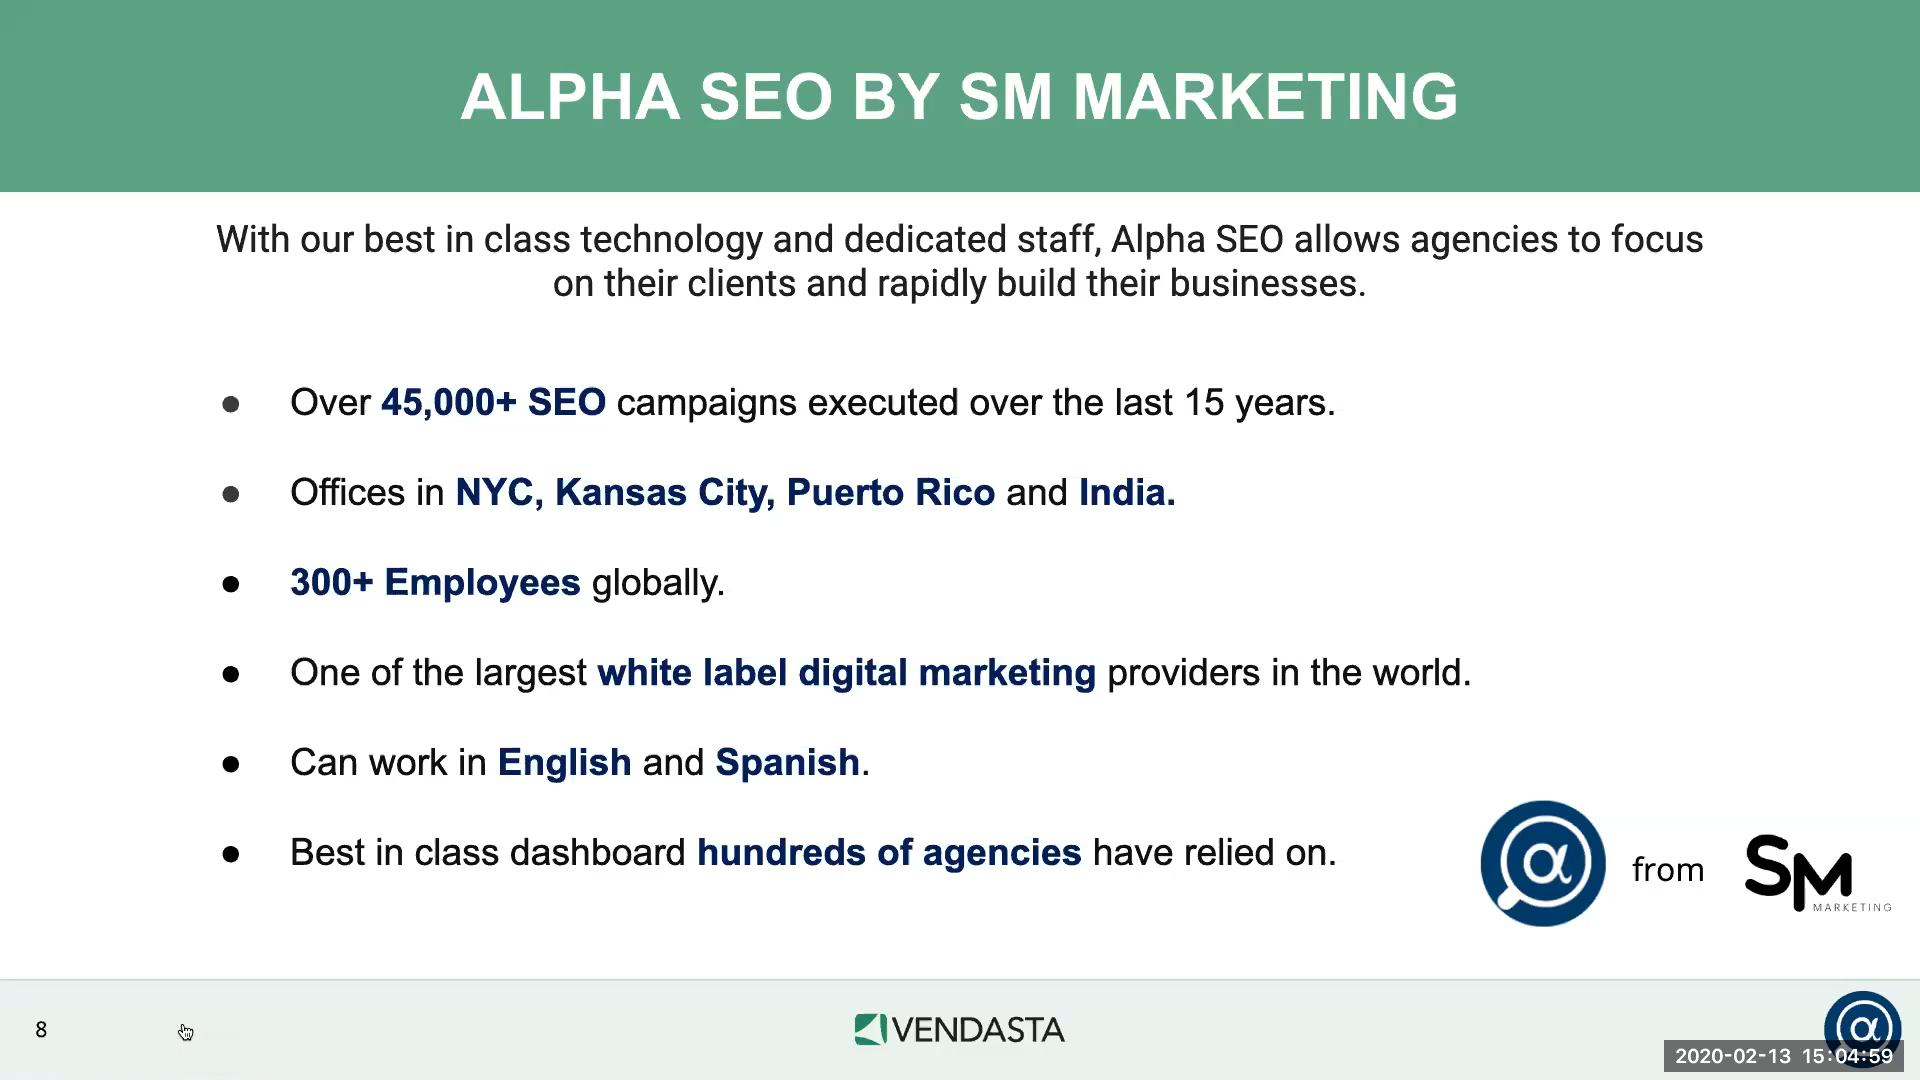 ALPHA SEO BY SM MARKETING
With our best in class technology and dedicated staff, Alpha SEO allows agencies to focus
on their clients and rapidly build their businesses.
● Over 45,000+ SEO campaigns executed over the last 15 years.
● Offices in NYC, Kansas City, Puerto Rico and India.
● 300+ Employees globally.
● One of the largest white label digital marketing providers in the world.
● Can work in English and Spanish.
● Best in class dashboard hundreds of agencies have relied on.
α from SM MARKETING
8
VENDASTA
α
2020-02-13 15:04:59